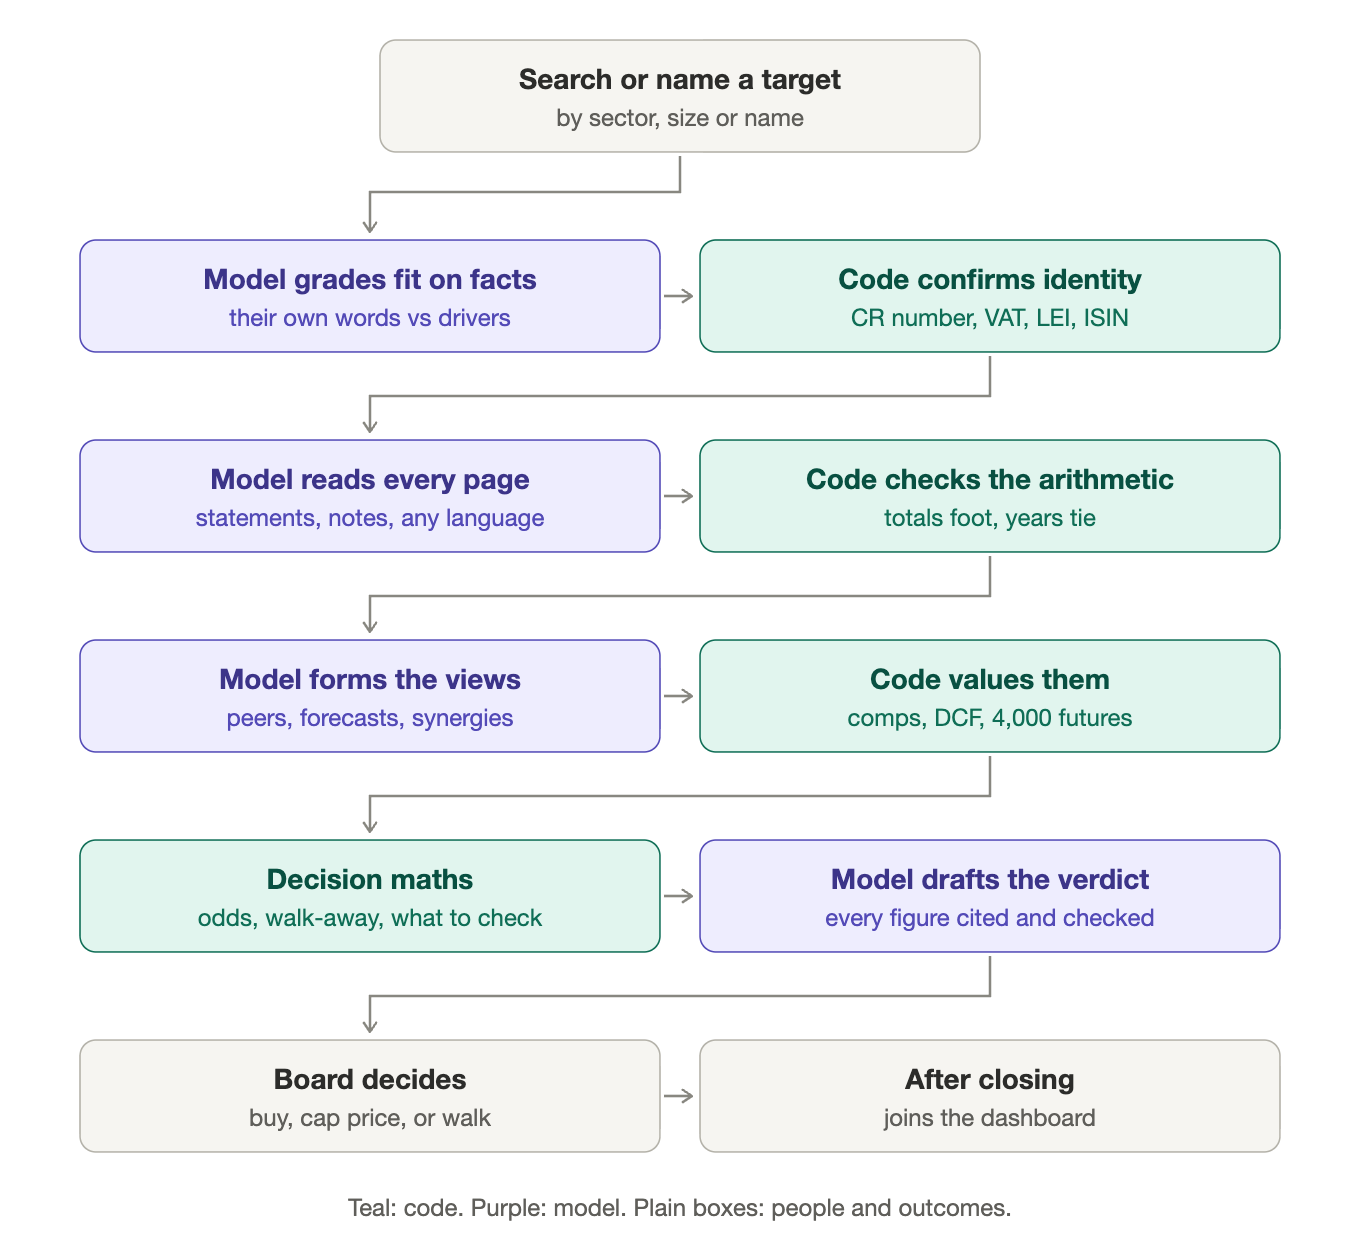 Search or name a target
by sector, size or name
Model grades fit on facts
their own words vs drivers
Code confirms identity
CR number, VAT, LEI, ISIN
Model reads every page
statements, notes, any language
Code checks the arithmetic
totals foot, years tie
Model forms the views
peers, forecasts, synergies
Code values them
comps, DCF, 4,000 futures
Decision maths
odds, walk-away, what to check
Model drafts the verdict
every figure cited and checked
Board decides
buy, cap price, or walk
After closing
joins the dashboard
Teal: code. Purple: model. Plain boxes: people and outcomes.